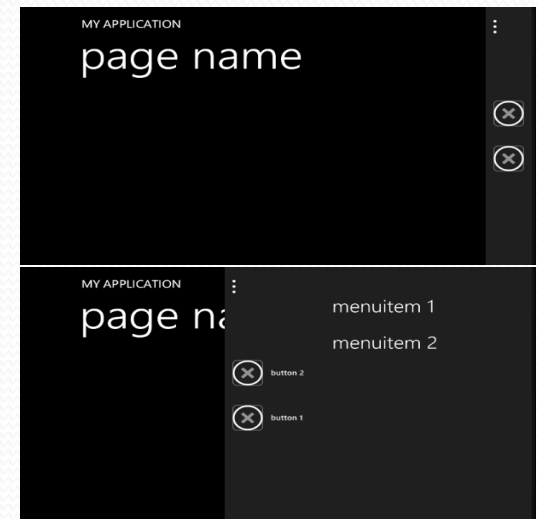 MY APPLICATION
page name
MY APPLICATION
page na
menuitem 1
menuitem 2
button 2
button 1